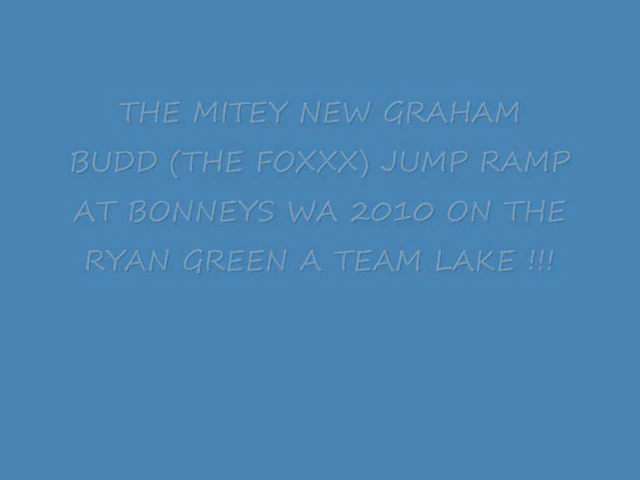 THE MITEY NEW GRAHAM
BUDD (THE FOXXX) JUMP RAMP
AT BONNEYS WA 2010 ON THE
RYAN GREEN A TEAM LAKE !!!